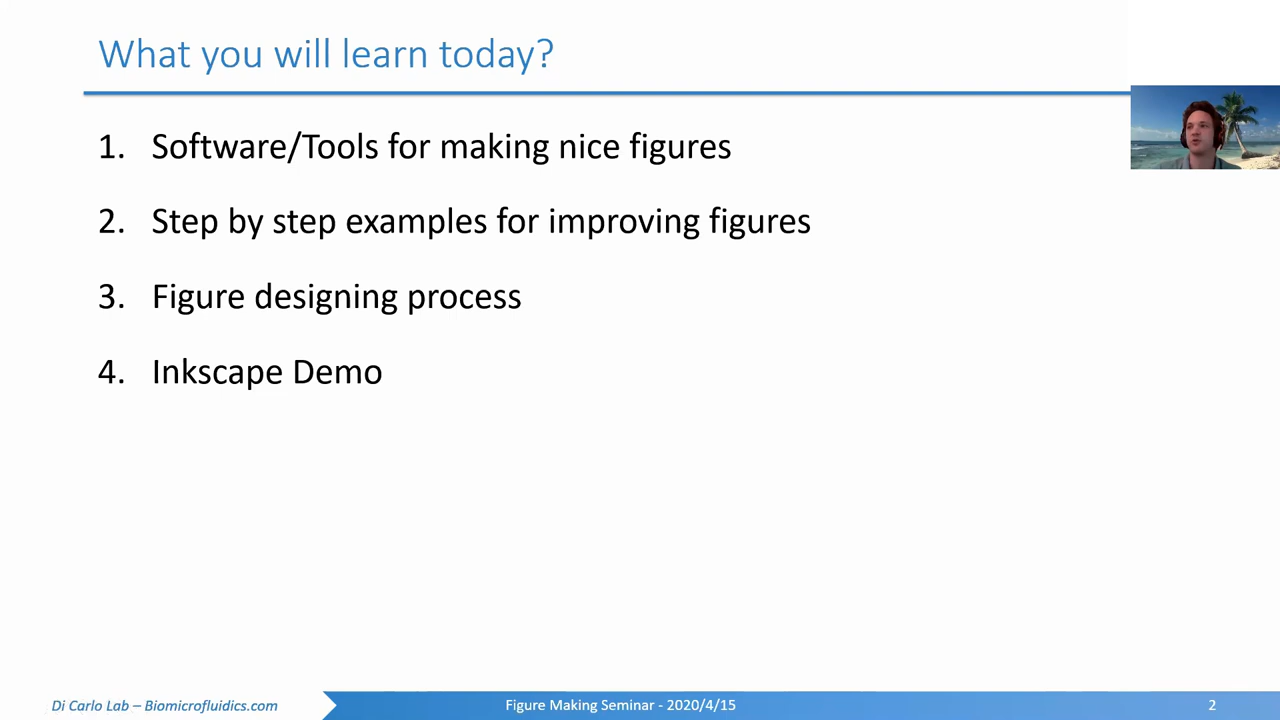 What you will learn today?
1. Software/Tools for making nice figures
2. Step by step examples for improving figures
3. Figure designing process
4. Inkscape Demo
Di Carlo Lab – Biomicrofluidics.com
Figure Making Seminar - 2020/4/15
2